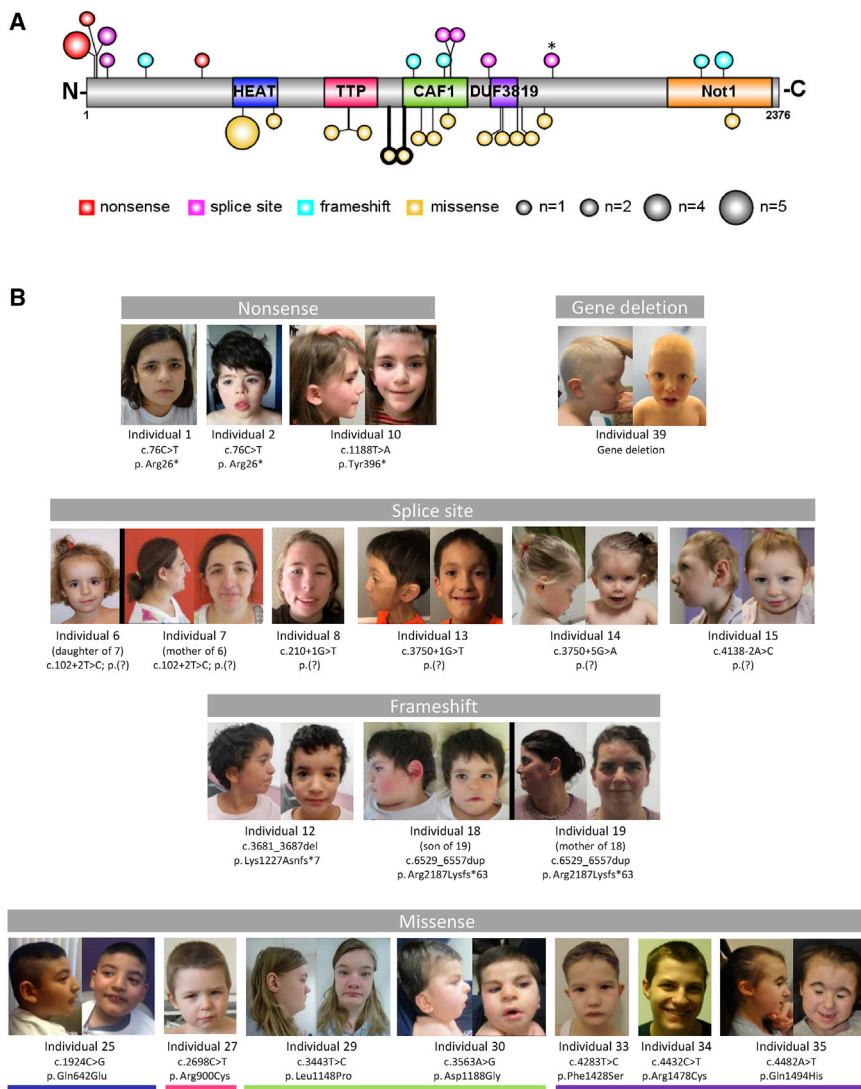 A
*
N-
HEAT
TTP
CAF1
DUF3819
Not1
-C
1
2376
nonsense
splice site
frameshift
missense
n=1
n=2
n=4
n=5
B
Nonsense
Gene deletion
Individual 1
c.76C>T
p. Arg26*
Individual 2
c.76C>T
p. Arg26*
Individual 10
c.1188T>A
p.Tyr396*
Individual 39
Gene deletion
Splice site
Individual 6
(daughter of 7)
c.102+2T>C; p.(?)
Individual 7
(mother of 6)
c.102+2T>C; p.(?)
Individual 8
c.210+1G>T
p.(?)
Individual 13
c.3750+1G>T
p.(?)
Individual 14
c.3750+5G>A
p.(?)
Individual 15
c.4138-2A>C
p.(?)
Frameshift
Individual 12
c.3681_3687del
p. Lys1227Asnfs*7
Individual 18
(son of 19)
c.6529_6557dup
p. Arg2187Lysfs*63
Individual 19
(mother of 18)
c.6529_6557dup
p. Arg2187Lysfs*63
Missense
Individual 25
c.1924C>G
p.Gln642Glu
Individual 27
c.2698C>T
p.Arg900Cys
Individual 29
c.3443T>C
p.Leu1148Pro
Individual 30
c.3563A>G
p.Asp1188Gly
Individual 33
c.4283T>C
p.Phe1428Ser
Individual 34
c.4432C>T
p.Arg1478Cys
Individual 35
c.4482A>T
p.Gln1494His